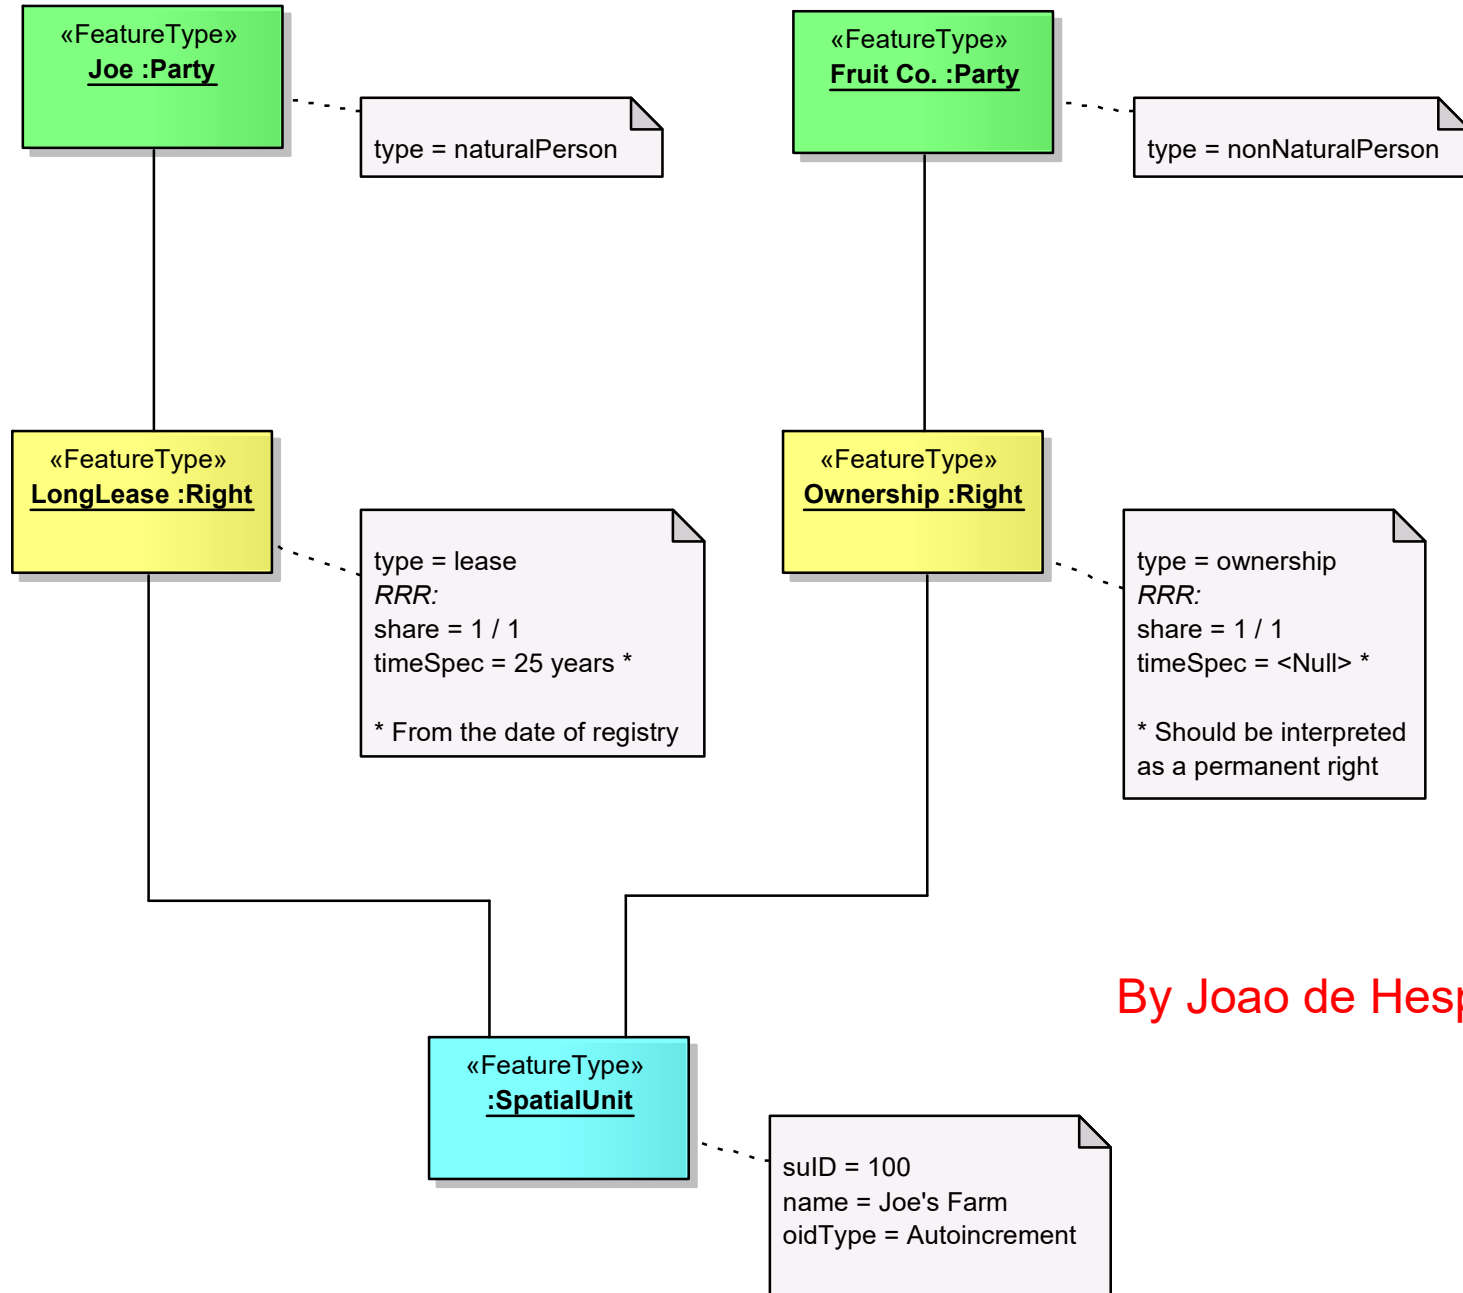 «FeatureType»
Joe :Party
type = naturalPerson
«FeatureType»
Fruit Co. :Party
type = nonNaturalPerson
«FeatureType»
LongLease :Right
type = lease
RRR:
share = 1 / 1
timeSpec = 25 years *
* From the date of registry
«FeatureType»
Ownership :Right
type = ownership
RRR:
share = 1 / 1
timeSpec = <Null> *
* Should be interpreted
as a permanent right
By Joao de
«FeatureType»
:SpatialUnit
suID = 100
name = Joe's Farm
oidType = Autoincrement